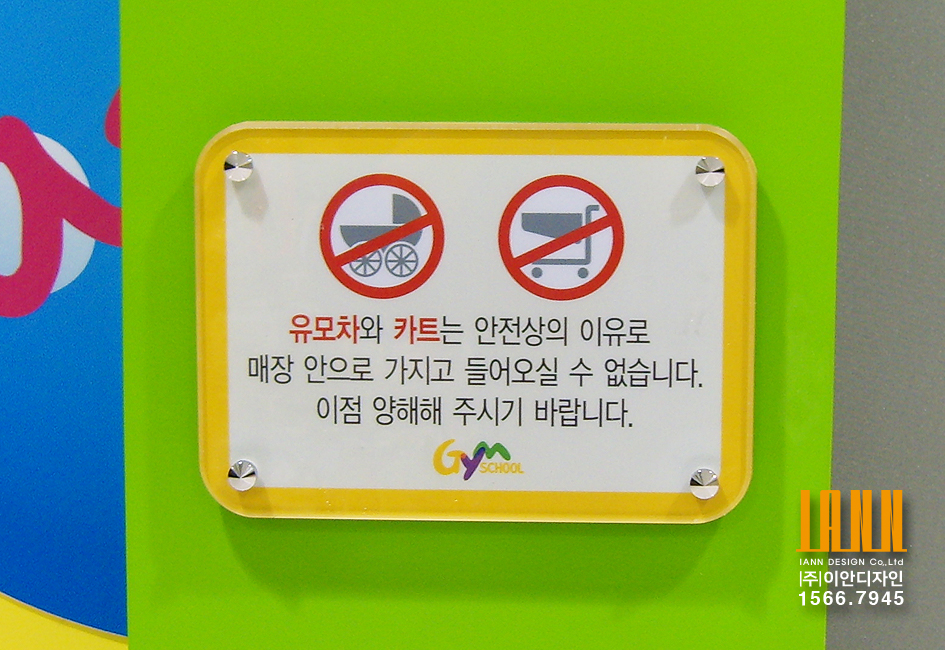 유모차와 카트는 안전상의 이유로
매장 안으로 가지고 들어오실 수 없습니다.
이점 양해해 주시기 바랍니다.
Gym SCHOOL
IANN
IANN DESIGN Co,.Ltd
(주)이안디자인
1566.7945